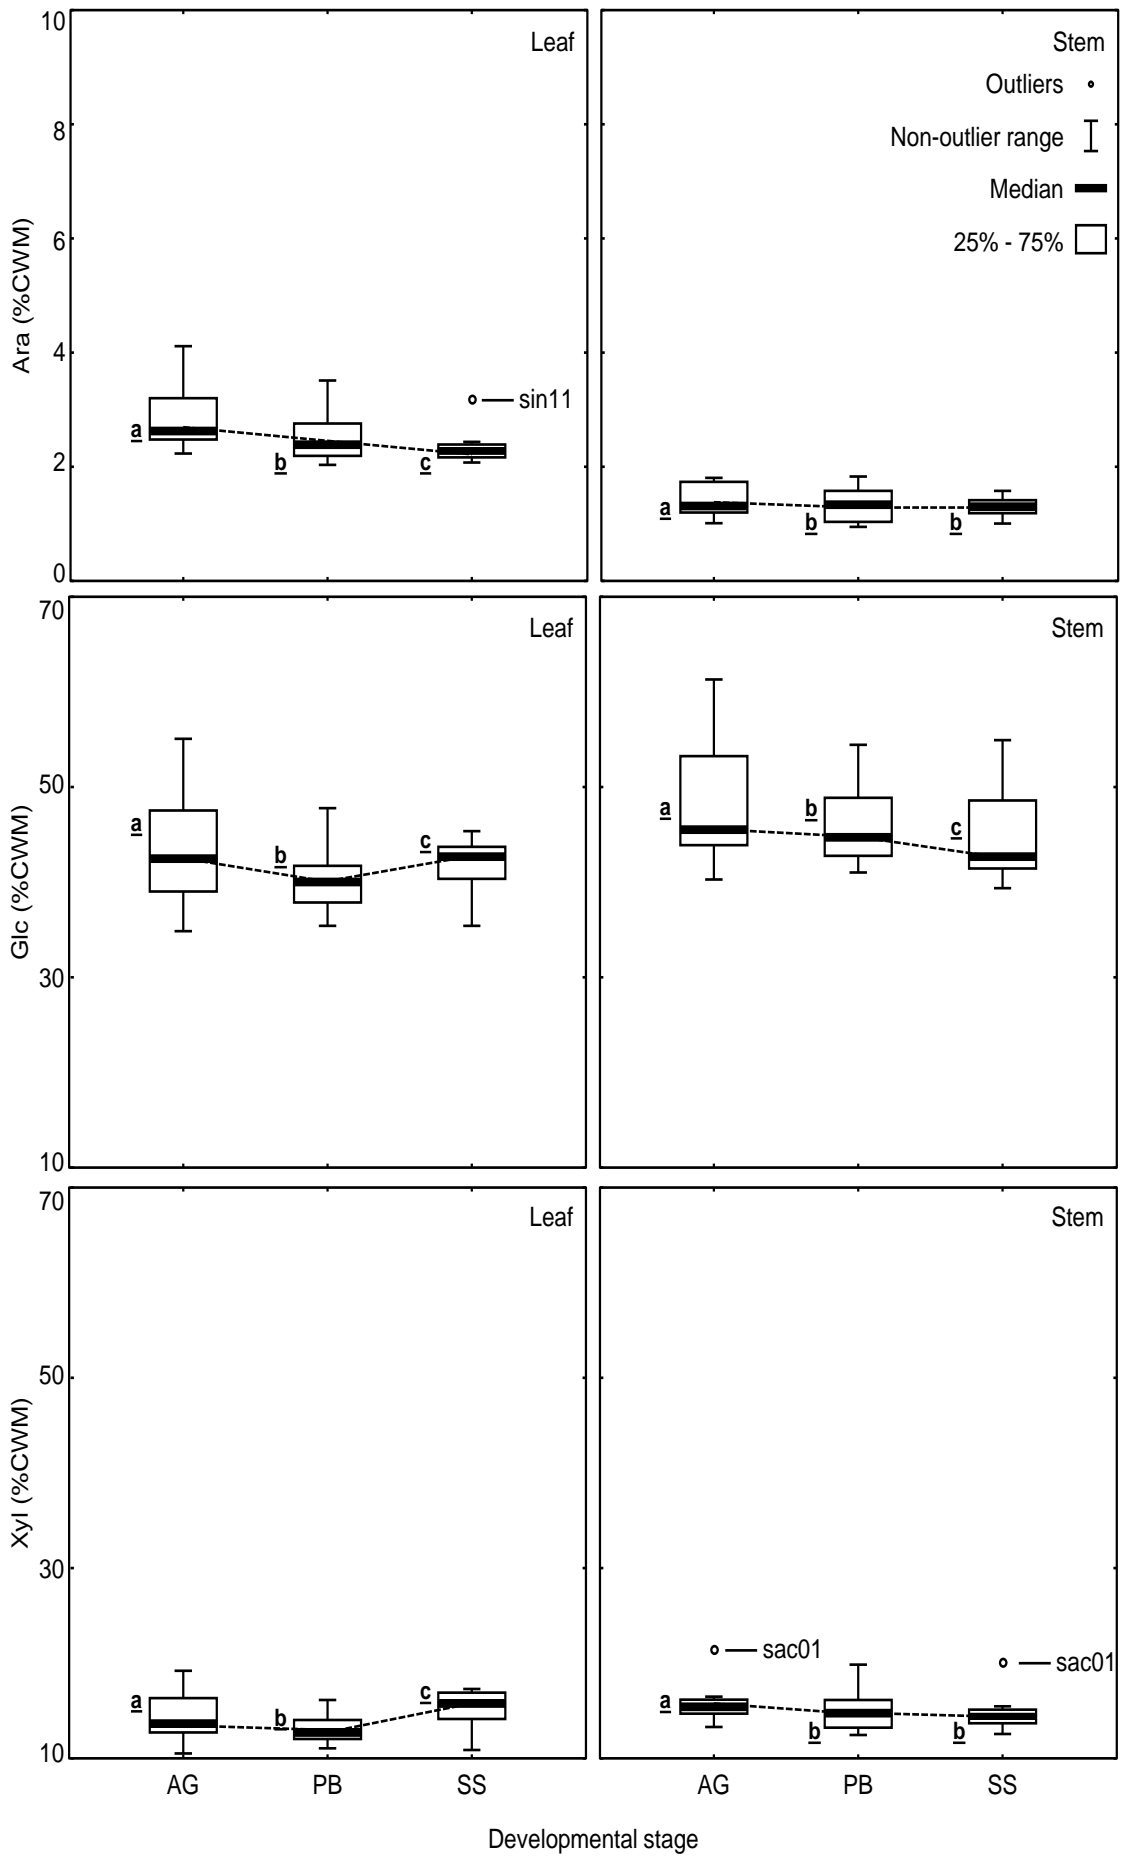 Leaf
Stem
Outliers
Non-outlier range
Median
25% - 75%
Ara (%CWM)
10
8
6
4
2
0
a
b
c
sin11
a
b
b
Leaf
Stem
Glc (%CWM)
70
50
30
10
a
b
c
a
b
c
Leaf
Stem
Xyl (%CWM)
70
50
30
10
a
b
c
sac01
sac01
a
b
b
AG PB SS AG PB SS
Developmental stage